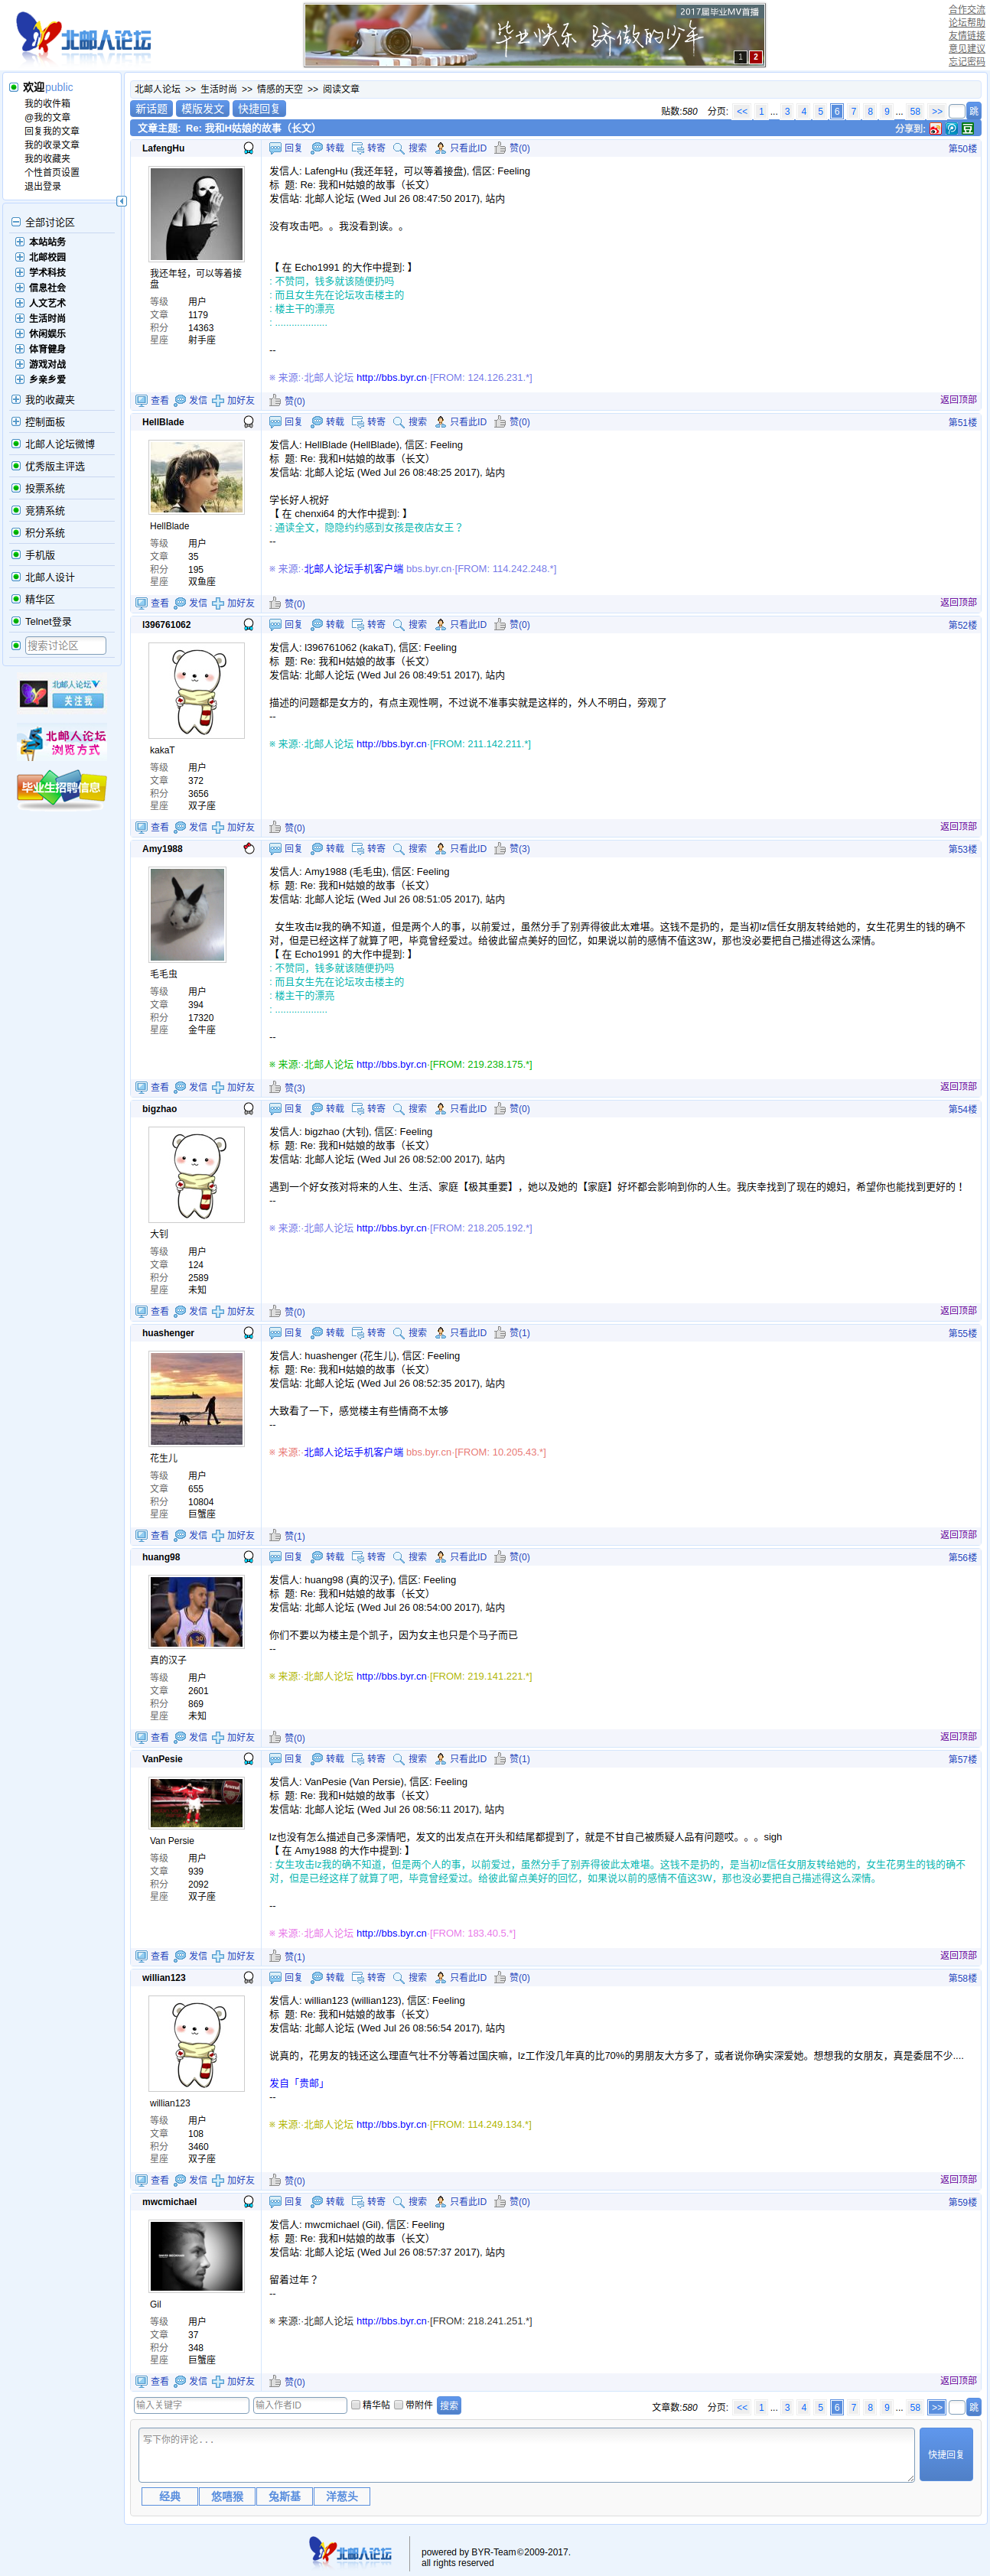 北邮人论坛
2017届毕业MV首播
毕业快乐 骄傲的少年
1 2
合作交流
论坛帮助
友情链接
意见建议
忘记密码
欢迎public
我的收件箱
@我的文章
回复我的文章
我的收录文章
我的收藏夹
个性首页设置
退出登录
全部讨论区
本站站务
北邮校园
学术科技
信息社会
人文艺术
生活时尚
休闲娱乐
体育健身
游戏对战
乡亲乡爱
我的收藏夹
控制面板
北邮人论坛微博
优秀版主评选
投票系统
竞猜系统
积分系统
手机版
北邮人设计
精华区
Telnet登录
搜索讨论区
北邮人论坛
关注我
北邮人论坛
浏览方式
毕业生招聘信息
北邮人论坛 >> 生活时尚 >> 情感的天空 >> 阅读文章
新话题 模版发文 快捷回复
贴数:580 分页: << 1 ... 3 4 5 6 7 8 9 ... 58 >> 跳
文章主题: Re: 我和H姑娘的故事（长文）
分享到:
LafengHu
回复 转载 转寄 搜索 只看此ID 赞(0) 第50楼
我还年轻，可以等着接盘
等级 用户
文章 1179
积分 14363
星座 射手座
发信人: LafengHu (我还年轻，可以等着接盘), 信区: Feeling
标 题: Re: 我和H姑娘的故事（长文）
发信站: 北邮人论坛 (Wed Jul 26 08:47:50 2017), 站内
没有攻击吧。。我没看到诶。。
【 在 Echo1991 的大作中提到: 】
: 不赞同，钱多就该随便扔吗
: 而且女生先在论坛攻击楼主的
: 楼主干的漂亮
: ...................
--
※ 来源:·北邮人论坛 http://bbs.byr.cn·[FROM: 124.126.231.*]
查看 发信 加好友 赞(0) 返回顶部
HellBlade
回复 转载 转寄 搜索 只看此ID 赞(0) 第51楼
HellBlade
等级 用户
文章 35
积分 195
星座 双鱼座
发信人: HellBlade (HellBlade), 信区: Feeling
标 题: Re: 我和H姑娘的故事（长文）
发信站: 北邮人论坛 (Wed Jul 26 08:48:25 2017), 站内
学长好人祝好
【 在 chenxi64 的大作中提到: 】
: 通读全文，隐隐约约感到女孩是夜店女王？
--
※ 来源:·北邮人论坛手机客户端 bbs.byr.cn·[FROM: 114.242.248.*]
查看 发信 加好友 赞(0) 返回顶部
l396761062
回复 转载 转寄 搜索 只看此ID 赞(0) 第52楼
kakaT
等级 用户
文章 372
积分 3656
星座 双子座
发信人: l396761062 (kakaT), 信区: Feeling
标 题: Re: 我和H姑娘的故事（长文）
发信站: 北邮人论坛 (Wed Jul 26 08:49:51 2017), 站内
描述的问题都是女方的，有点主观性啊，不过说不准事实就是这样的，外人不明白，旁观了
--
※ 来源:·北邮人论坛 http://bbs.byr.cn·[FROM: 211.142.211.*]
查看 发信 加好友 赞(0) 返回顶部
Amy1988
回复 转载 转寄 搜索 只看此ID 赞(3) 第53楼
毛毛虫
等级 用户
文章 394
积分 17320
星座 金牛座
发信人: Amy1988 (毛毛虫), 信区: Feeling
标 题: Re: 我和H姑娘的故事（长文）
发信站: 北邮人论坛 (Wed Jul 26 08:51:05 2017), 站内
女生攻击lz我的确不知道，但是两个人的事，以前爱过，虽然分手了别弄得彼此太难堪。这钱不是扔的，是当初lz信任女朋友转给她的，女生花男生的钱的确不
对，但是已经这样了就算了吧，毕竟曾经爱过。给彼此留点美好的回忆，如果说以前的感情不值这3W，那也没必要把自己描述得这么深情。
【 在 Echo1991 的大作中提到: 】
: 不赞同，钱多就该随便扔吗
: 而且女生先在论坛攻击楼主的
: 楼主干的漂亮
: ...................
--
※ 来源:·北邮人论坛 http://bbs.byr.cn·[FROM: 219.238.175.*]
查看 发信 加好友 赞(3) 返回顶部
bigzhao
回复 转载 转寄 搜索 只看此ID 赞(0) 第54楼
大钊
等级 用户
文章 124
积分 2589
星座 未知
发信人: bigzhao (大钊), 信区: Feeling
标 题: Re: 我和H姑娘的故事（长文）
发信站: 北邮人论坛 (Wed Jul 26 08:52:00 2017), 站内
遇到一个好女孩对将来的人生、生活、家庭【极其重要】，她以及她的【家庭】好坏都会影响到你的人生。我庆幸找到了现在的媳妇，希望你也能找到更好的！
--
※ 来源:·北邮人论坛 http://bbs.byr.cn·[FROM: 218.205.192.*]
查看 发信 加好友 赞(0) 返回顶部
huashenger
回复 转载 转寄 搜索 只看此ID 赞(1) 第55楼
花生儿
等级 用户
文章 655
积分 10804
星座 巨蟹座
发信人: huashenger (花生儿), 信区: Feeling
标 题: Re: 我和H姑娘的故事（长文）
发信站: 北邮人论坛 (Wed Jul 26 08:52:35 2017), 站内
大致看了一下，感觉楼主有些情商不太够
--
※ 来源:·北邮人论坛手机客户端 bbs.byr.cn·[FROM: 10.205.43.*]
查看 发信 加好友 赞(1) 返回顶部
huang98
回复 转载 转寄 搜索 只看此ID 赞(0) 第56楼
真的汉子
等级 用户
文章 2601
积分 869
星座 未知
发信人: huang98 (真的汉子), 信区: Feeling
标 题: Re: 我和H姑娘的故事（长文）
发信站: 北邮人论坛 (Wed Jul 26 08:54:00 2017), 站内
你们不要以为楼主是个凯子，因为女主也只是个马子而已
--
※ 来源:·北邮人论坛 http://bbs.byr.cn·[FROM: 219.141.221.*]
查看 发信 加好友 赞(0) 返回顶部
VanPesie
回复 转载 转寄 搜索 只看此ID 赞(1) 第57楼
Van Persie
等级 用户
文章 939
积分 2092
星座 双子座
发信人: VanPesie (Van Persie), 信区: Feeling
标 题: Re: 我和H姑娘的故事（长文）
发信站: 北邮人论坛 (Wed Jul 26 08:56:11 2017), 站内
lz也没有怎么描述自己多深情吧，发文的出发点在开头和结尾都提到了，就是不甘自己被质疑人品有问题哎。。。sigh
【 在 Amy1988 的大作中提到: 】
: 女生攻击lz我的确不知道，但是两个人的事，以前爱过，虽然分手了别弄得彼此太难堪。这钱不是扔的，是当初lz信任女朋友转给她的，女生花男生的钱的确不
对，但是已经这样了就算了吧，毕竟曾经爱过。给彼此留点美好的回忆，如果说以前的感情不值这3W，那也没必要把自己描述得这么深情。
--
※ 来源:·北邮人论坛 http://bbs.byr.cn·[FROM: 183.40.5.*]
查看 发信 加好友 赞(1) 返回顶部
willian123
回复 转载 转寄 搜索 只看此ID 赞(0) 第58楼
willian123
等级 用户
文章 108
积分 3460
星座 双子座
发信人: willian123 (willian123), 信区: Feeling
标 题: Re: 我和H姑娘的故事（长文）
发信站: 北邮人论坛 (Wed Jul 26 08:56:54 2017), 站内
说真的，花男友的钱还这么理直气壮不分等着过国庆嘛，lz工作没几年真的比70%的男朋友大方多了，或者说你确实深爱她。想想我的女朋友，真是委屈不少....
发自「贵邮」
--
※ 来源:·北邮人论坛 http://bbs.byr.cn·[FROM: 114.249.134.*]
查看 发信 加好友 赞(0) 返回顶部
mwcmichael
回复 转载 转寄 搜索 只看此ID 赞(0) 第59楼
Gil
等级 用户
文章 37
积分 348
星座 巨蟹座
发信人: mwcmichael (Gil), 信区: Feeling
标 题: Re: 我和H姑娘的故事（长文）
发信站: 北邮人论坛 (Wed Jul 26 08:57:37 2017), 站内
留着过年？
--
※ 来源:·北邮人论坛 http://bbs.byr.cn·[FROM: 218.241.251.*]
查看 发信 加好友 赞(0) 返回顶部
输入关键字 输入作者ID 精华帖 带附件 搜索
文章数:580 分页: << 1 ... 3 4 5 6 7 8 9 ... 58 >> 跳
写下你的评论...
快捷回复
经典 悠嘻猴 兔斯基 洋葱头
北邮人论坛
powered by BYR-Team©2009-2017.
all rights reserved